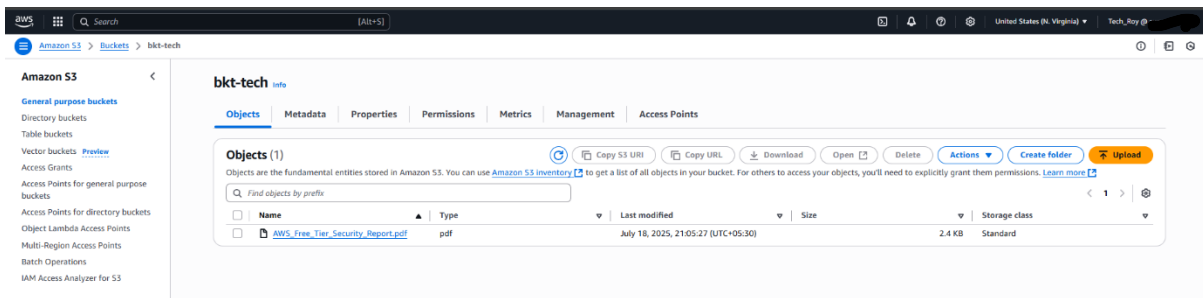 aws Search [Alt+S] United States (N. Virginia) Tech_Roy @
Amazon S3 > Buckets > bkt-tech
Amazon S3
General purpose buckets
Directory buckets
Table buckets
Vector buckets Preview
Access Grants
Access Points for general purpose
buckets
Access Points for directory buckets
Object Lambda Access Points
Multi-Region Access Points
Batch Operations
IAM Access Analyzer for S3
bkt-tech Info
Objects Metadata Properties Permissions Metrics Management Access Points
Objects (1) Copy S3 URI Copy URL Download Open Delete Actions Create folder Upload
Objects are the fundamental entities stored in Amazon S3. You can use Amazon S3 inventory to get a list of all objects in your bucket. For others to access your objects, you'll need to explicitly grant them permissions. Learn more
Find objects by prefix < 1 >
Name Type Last modified Size Storage class
AWS_Free_Tier_Security_Report.pdf pdf July 18, 2025, 21:05:27 (UTC+05:30) 2.4 KB Standard